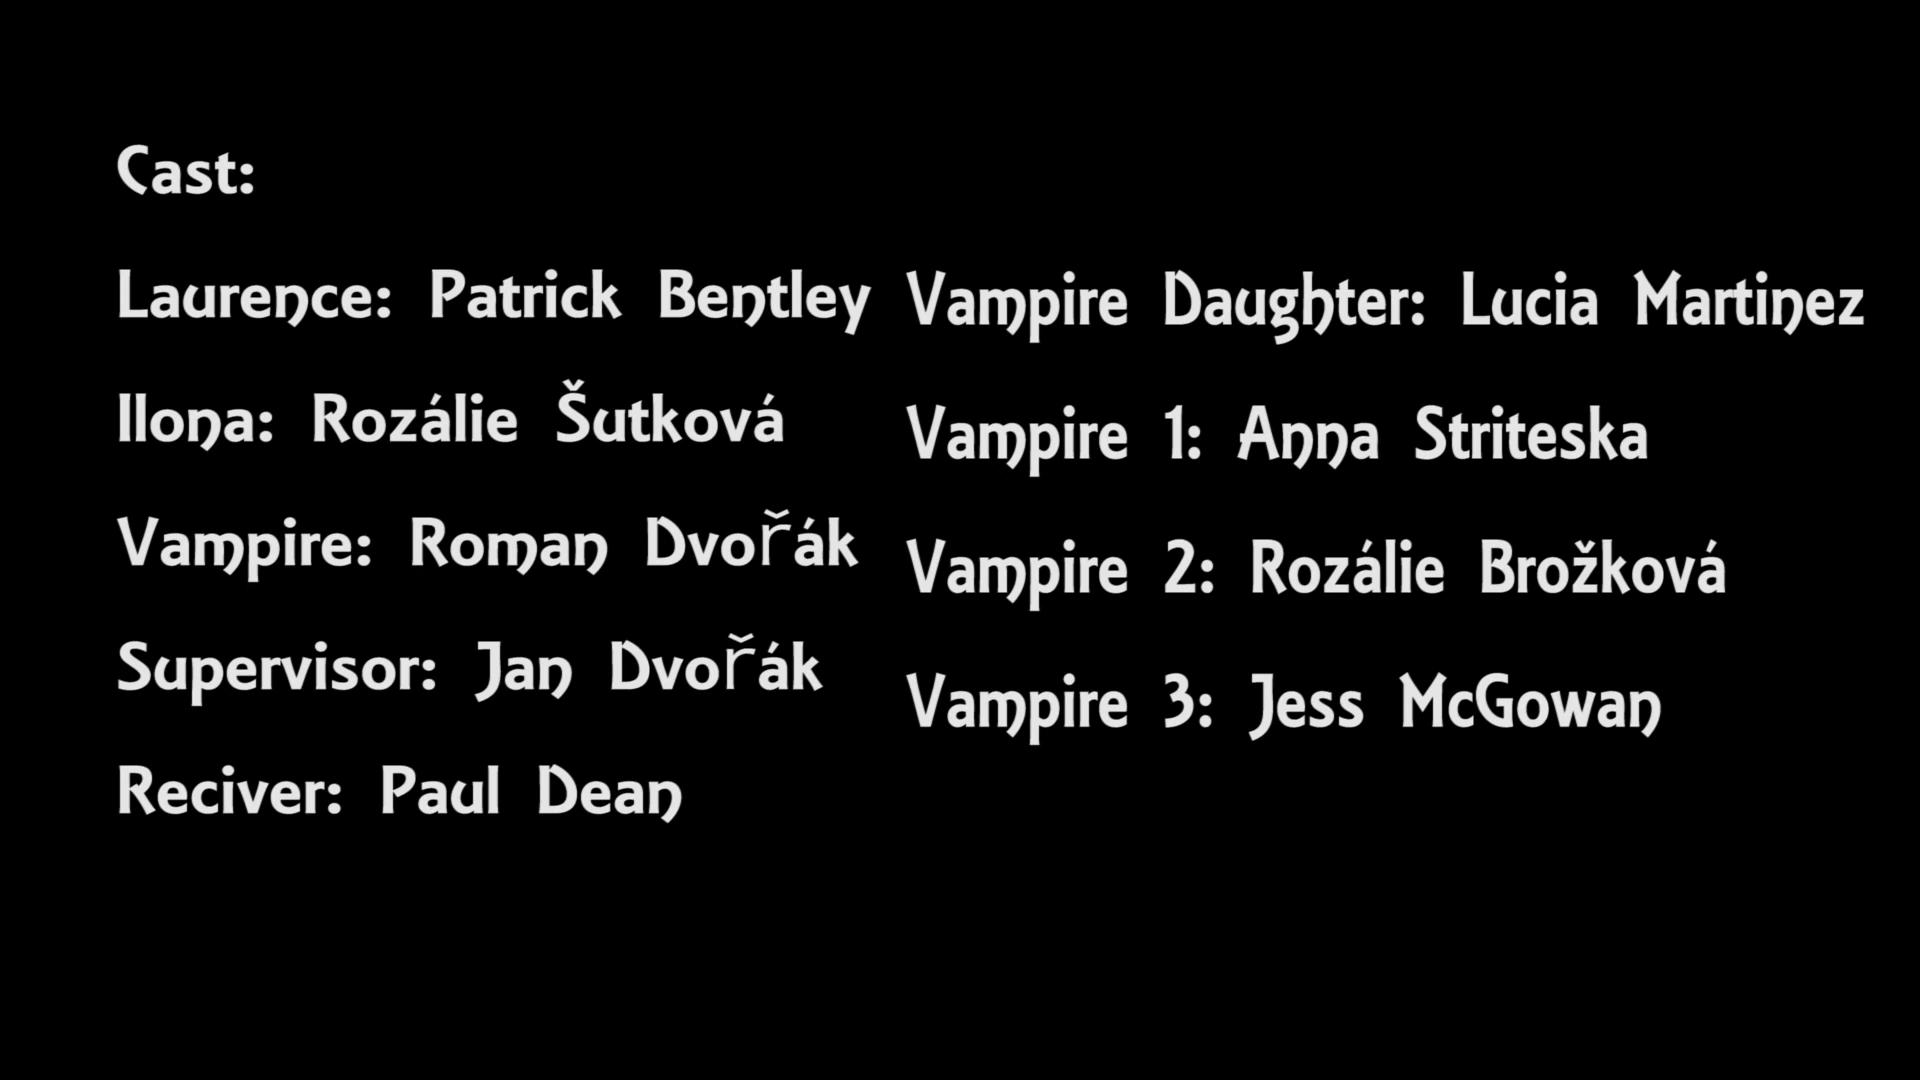 Cast:
Laurence: Patrick Bentley
Ilona: Rozálie Šutková
Vampire: Roman Dvořák
Supervisor: Jan Dvořák
Reciver: Paul Dean
Vampire Daughter: Lucia Martinez
Vampire 1: Anna Striteska
Vampire 2: Rozálie Brožková
Vampire 3: Jess McGowan